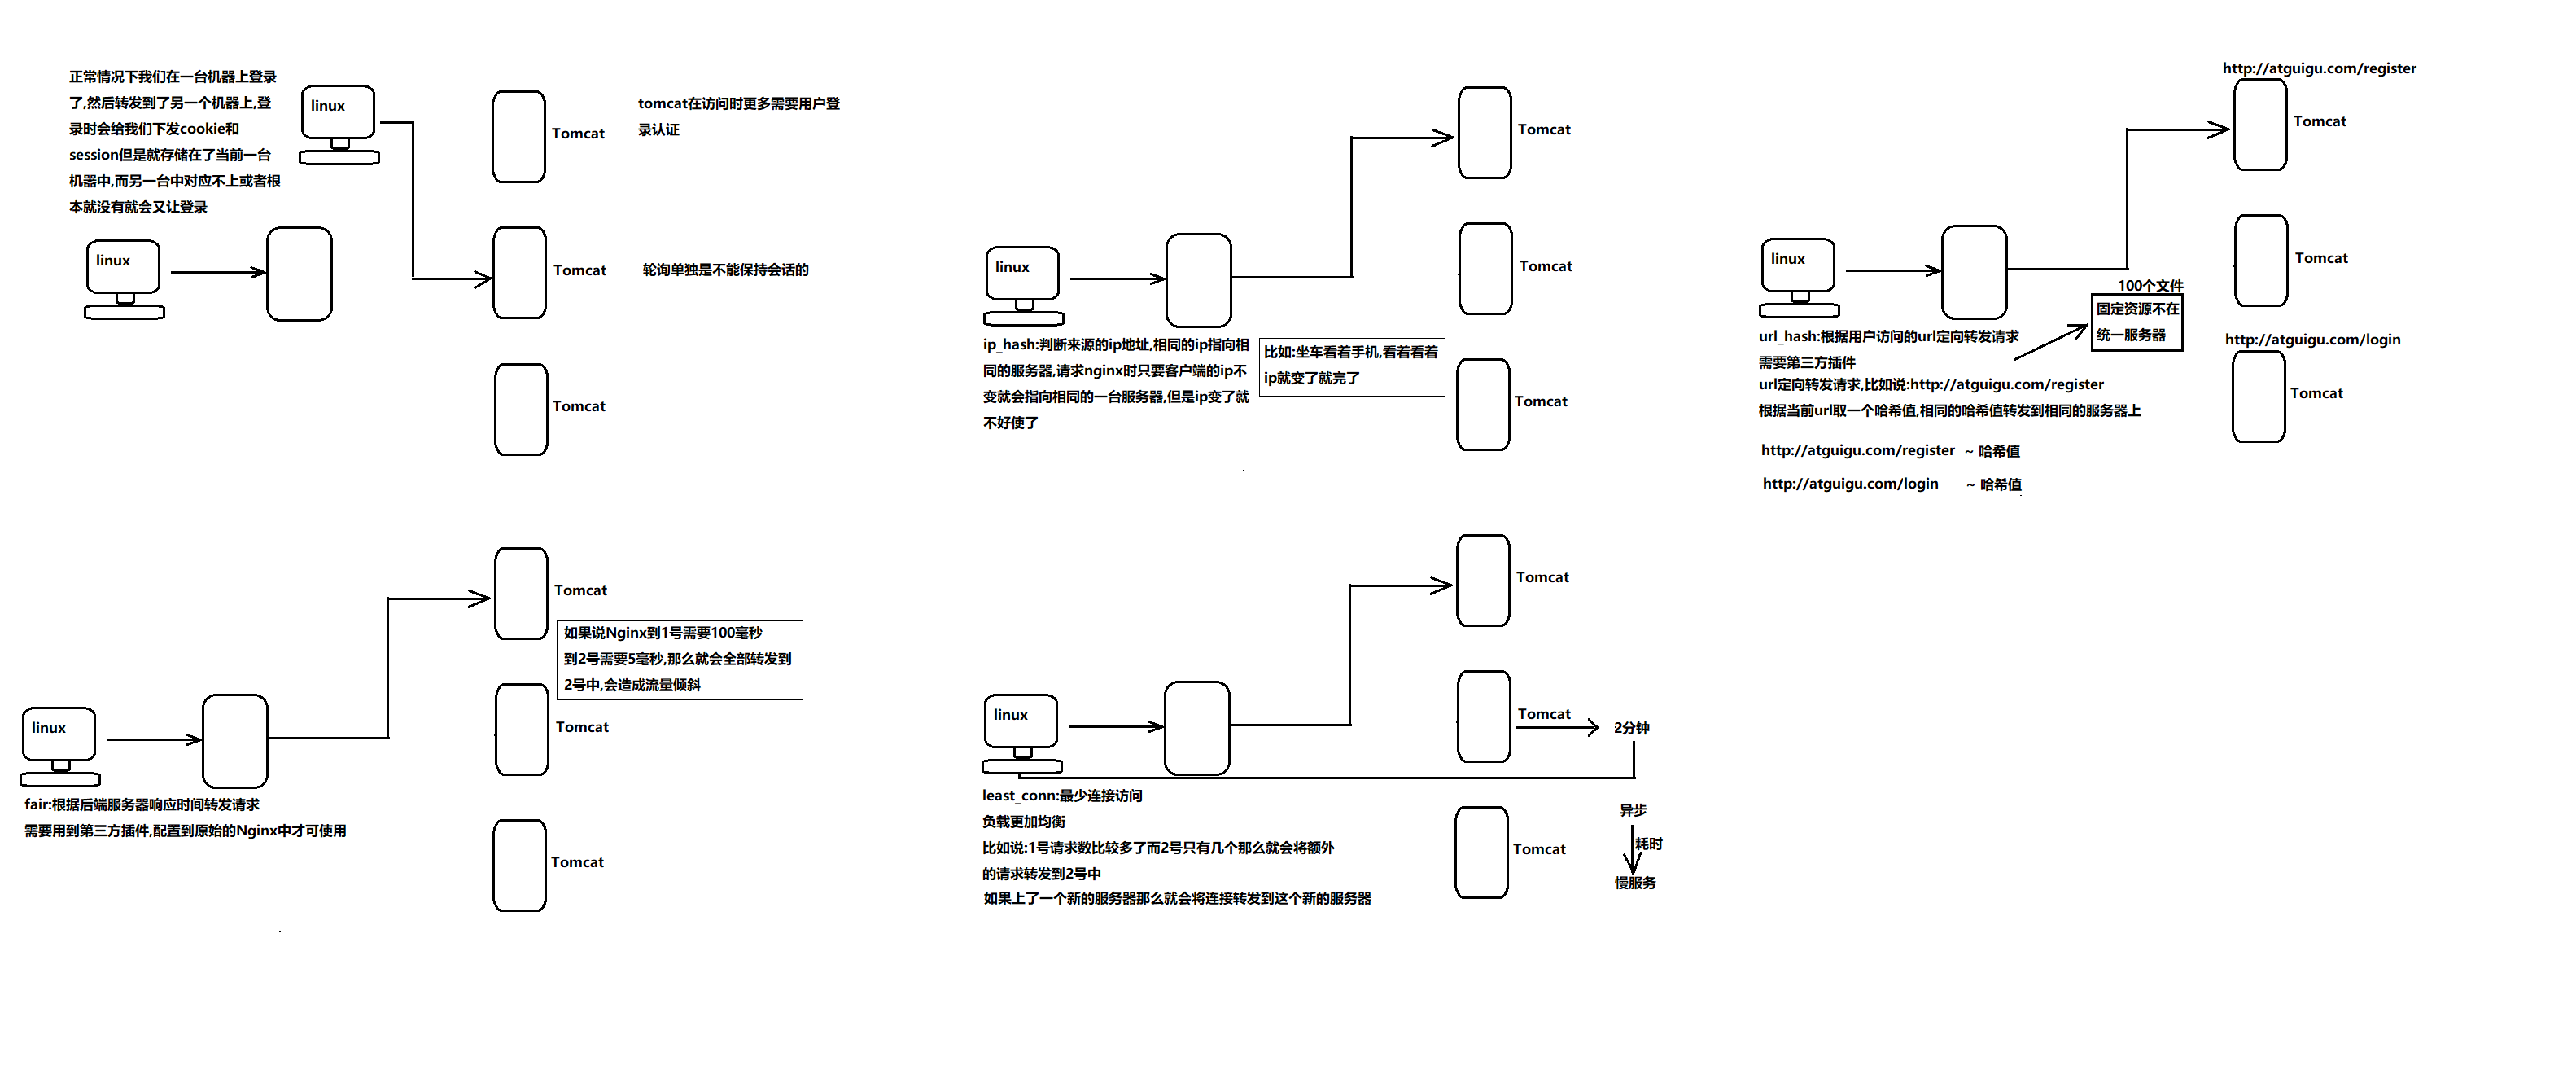 正常情况下我们在一台机器上登录
了,然后转发到了另一个机器上,登
录时会给我们下发cookie和
session但是就存储在了当前一台
机器中,而另一台中对应不上或者根
本就没有就会又让登录
linux
linux
Tomcat
tomcat在访问时更多需要用户登
录认证
Tomcat
轮询单独是不能保持会话的
Tomcat
linux
ip_hash:判断来源的ip地址,相同的ip指向相
同的服务器,请求nginx时只要客户端的ip不
变就会指向相同的一台服务器,但是ip变了就
不好使了
比如:坐车看着手机,看着看着
ip就变了就完了
Tomcat
Tomcat
Tomcat
linux
url_hash:根据用户访问的url定向转发请求
需要第三方插件
url定向转发请求,比如说:http://atguigu.com/register
根据当前url取一个哈希值,相同的哈希值转发到相同的服务器上
http://atguigu.com/register ~ 哈希值
http://atguigu.com/login ~ 哈希值
100个文件
固定资源不在
统一服务器
http://atguigu.com/register
Tomcat
Tomcat
http://atguigu.com/login
Tomcat
linux
fair:根据后端服务器响应时间转发请求
需要用到第三方插件,配置到原始的Nginx中才可使用
Tomcat
如果说Nginx到1号需要100毫秒
到2号需要5毫秒,那么就会全部转发到
2号中,会造成流量倾斜
Tomcat
Tomcat
linux
least_conn:最少连接访问
负载更加均衡
比如说:1号请求数比较多了而2号只有几个那么就会将额外
的请求转发到2号中
如果上了一个新的服务器那么就会将连接转发到这个新的服务器
Tomcat
Tomcat
2分钟
Tomcat
异步
耗时
慢服务